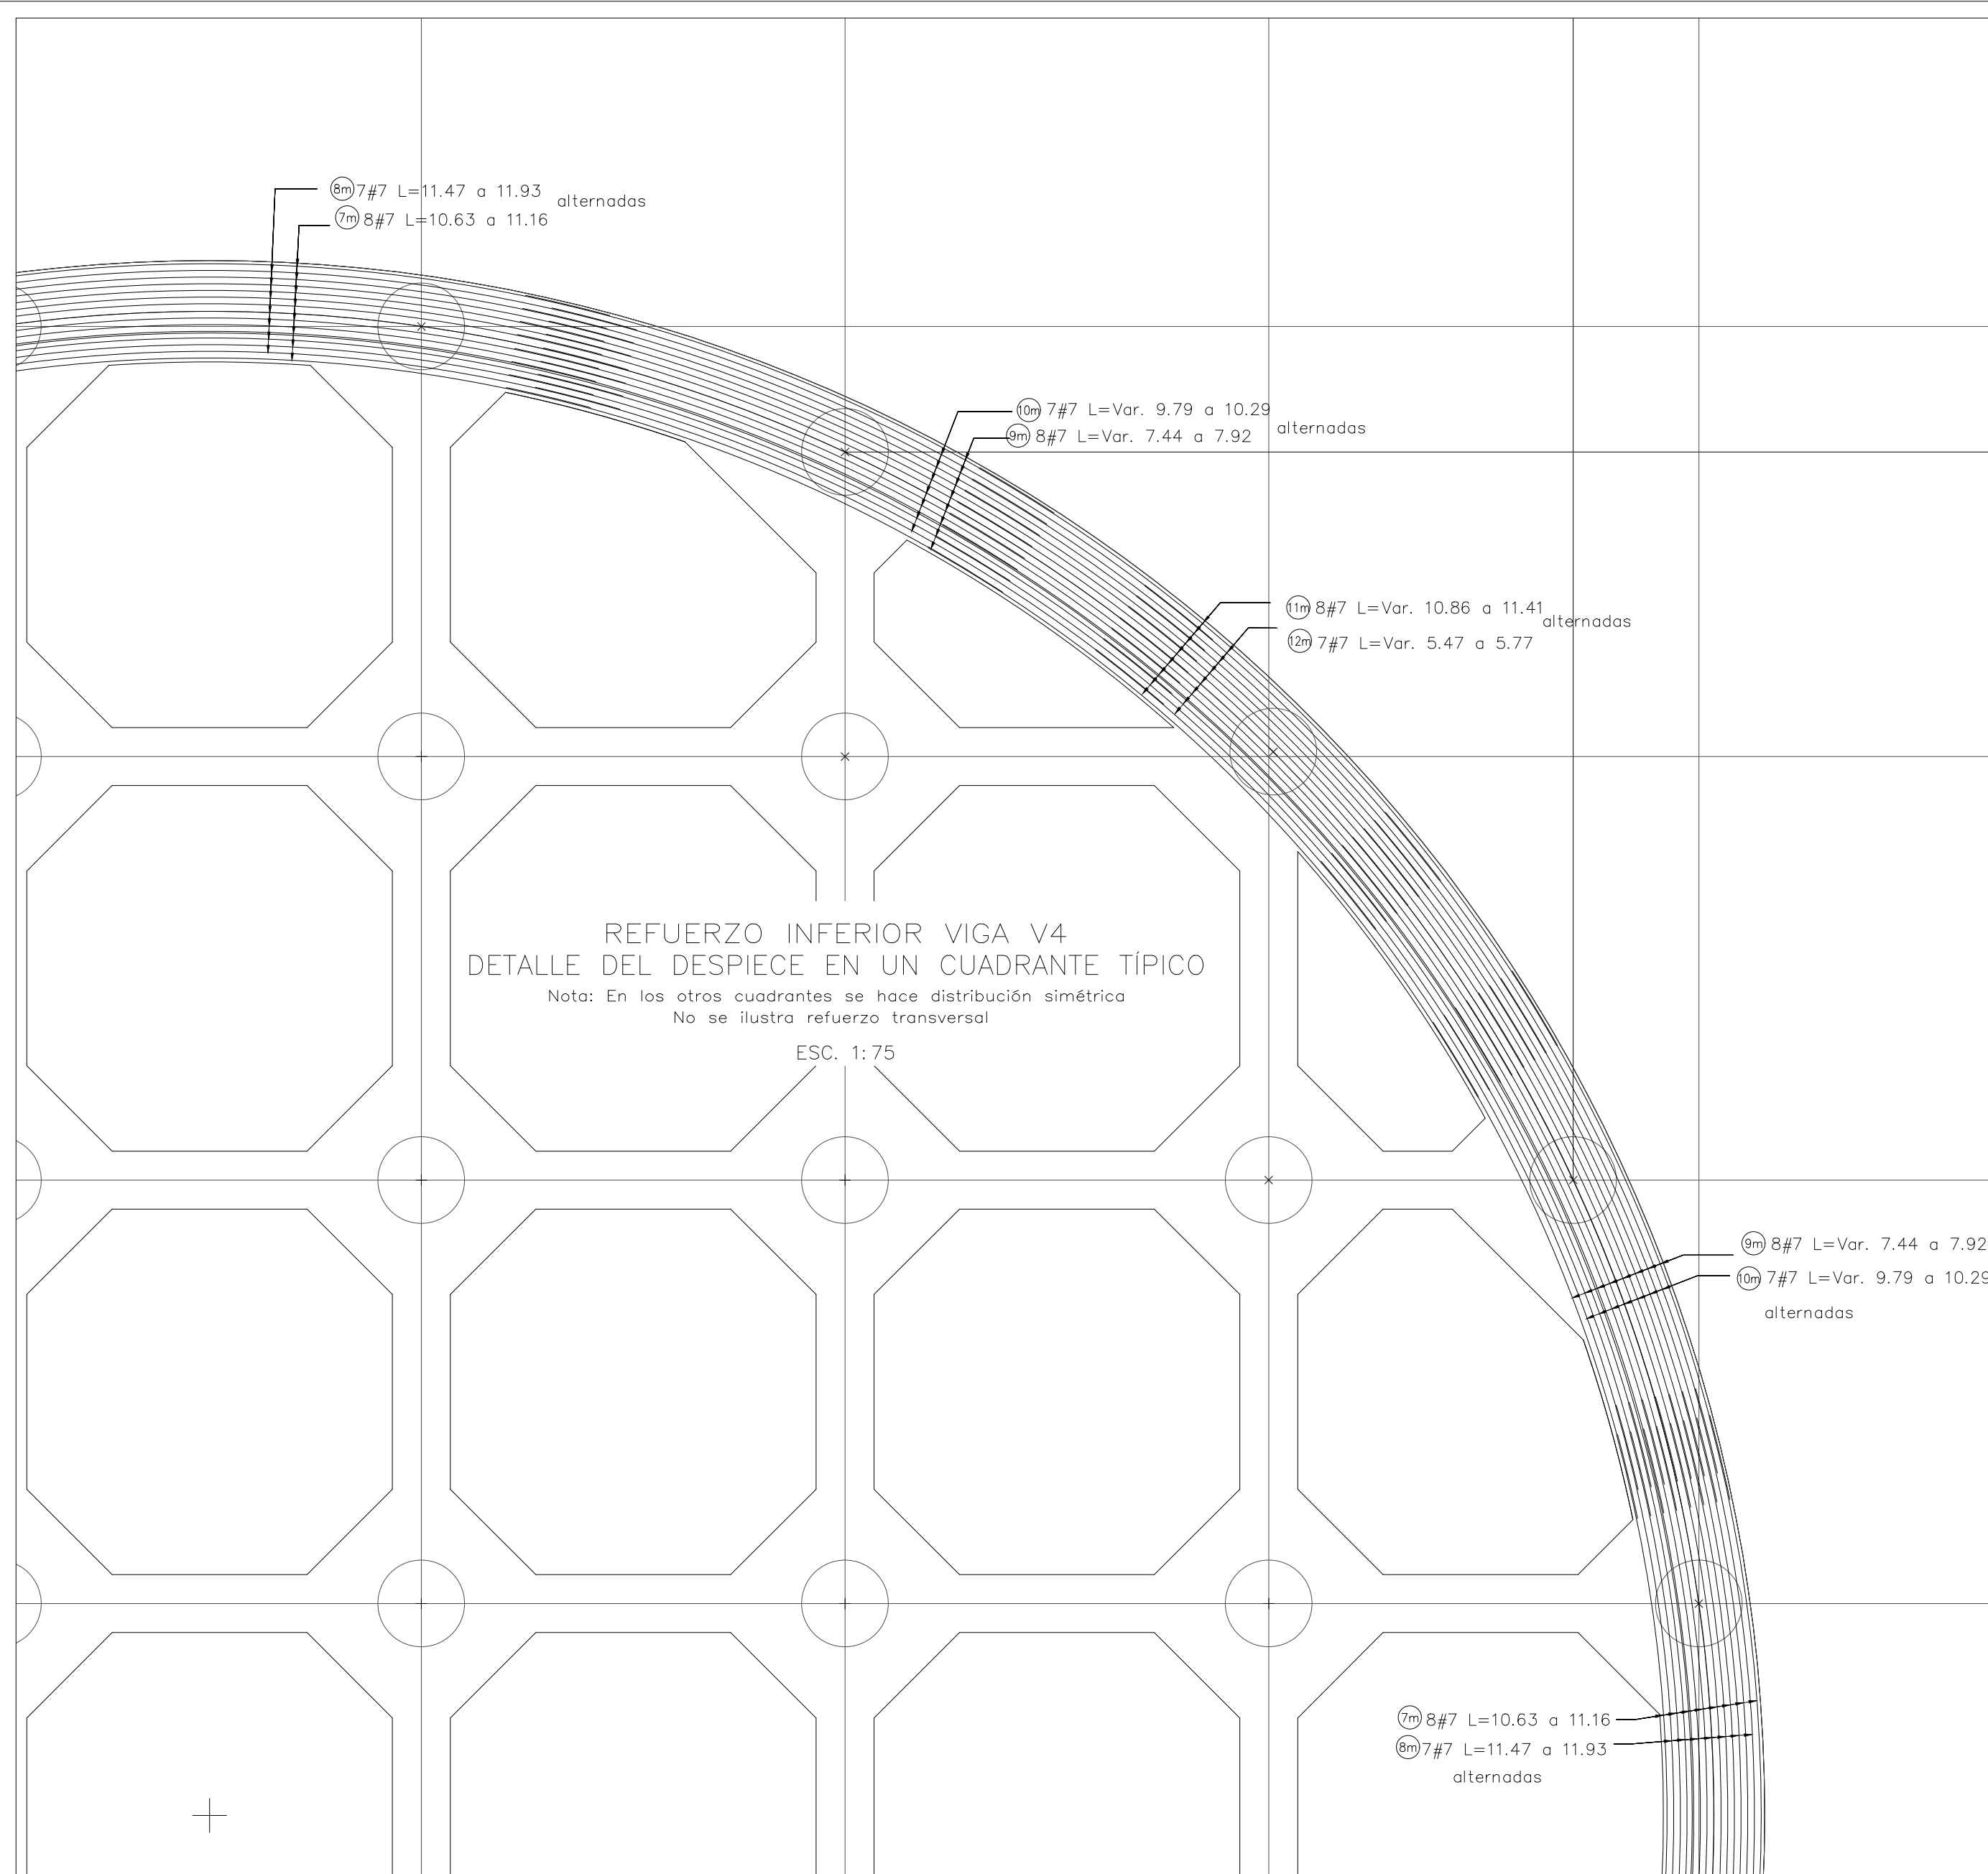 8m 7#7 L=11.47 a 11.93
alternadas
7m 8#7 L=10.63 a 11.16
10m 7#7 L=Var. 9.79 a 10.29
alternadas
9m 8#7 L=Var. 7.44 a 7.92
11m 8#7 L=Var. 10.86 a 11.41
alternadas
12m 7#7 L=Var. 5.47 a 5.77
REFUERZO INFERIOR VIGA V4
DETALLE DEL DESPIECE EN UN CUADRANTE TÍPICO
Nota: En los otros cuadrantes se hace distribución simétrica
No se ilustra refuerzo transversal
ESC. 1:75
9m 8#7 L=Var. 7.44 a 7.92
10m 7#7 L=Var. 9.79 a 10.29
alternadas
7m 8#7 L=10.63 a 11.16
8m 7#7 L=11.47 a 11.93
alternadas